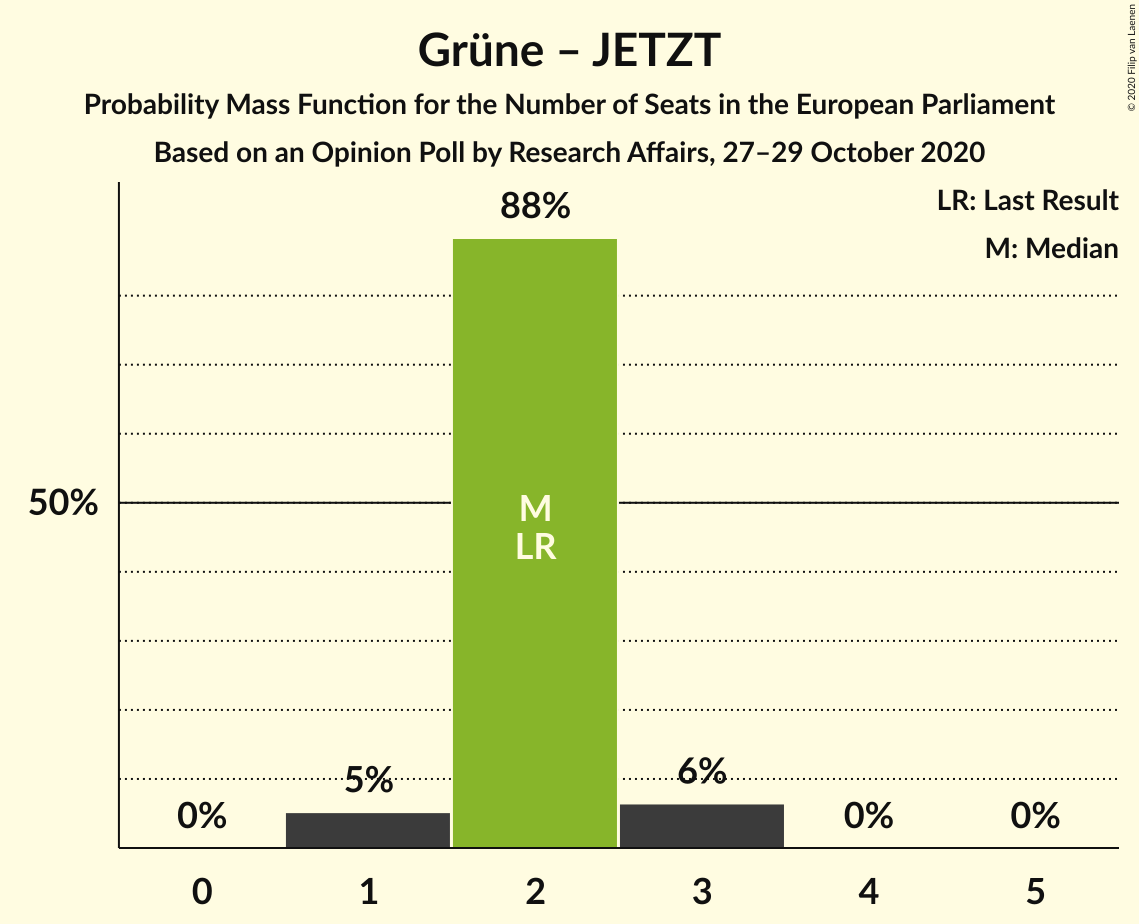 Grüne – JETZT
Probability Mass Function for the Number of Seats in the European Parliament
Based on an Opinion Poll by Research Affairs, 27–29 October 2020
© 2020 Filip van Laenen
LR: Last Result
M: Median
88%
50%
M
LR
5%
6%
0%
0%
0%
0
1
2
3
4
5